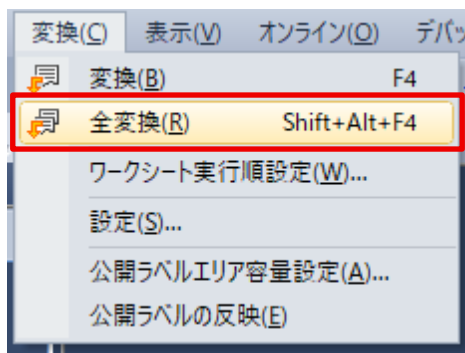 変換(C) 表示(V) オンライン(O) デバッ
変換(B) F4
全変換(R) Shift+Alt+F4
ワークシート実行順設定(W)...
設定(S)...
公開ラベルエリア容量設定(A)...
公開ラベルの反映(E)